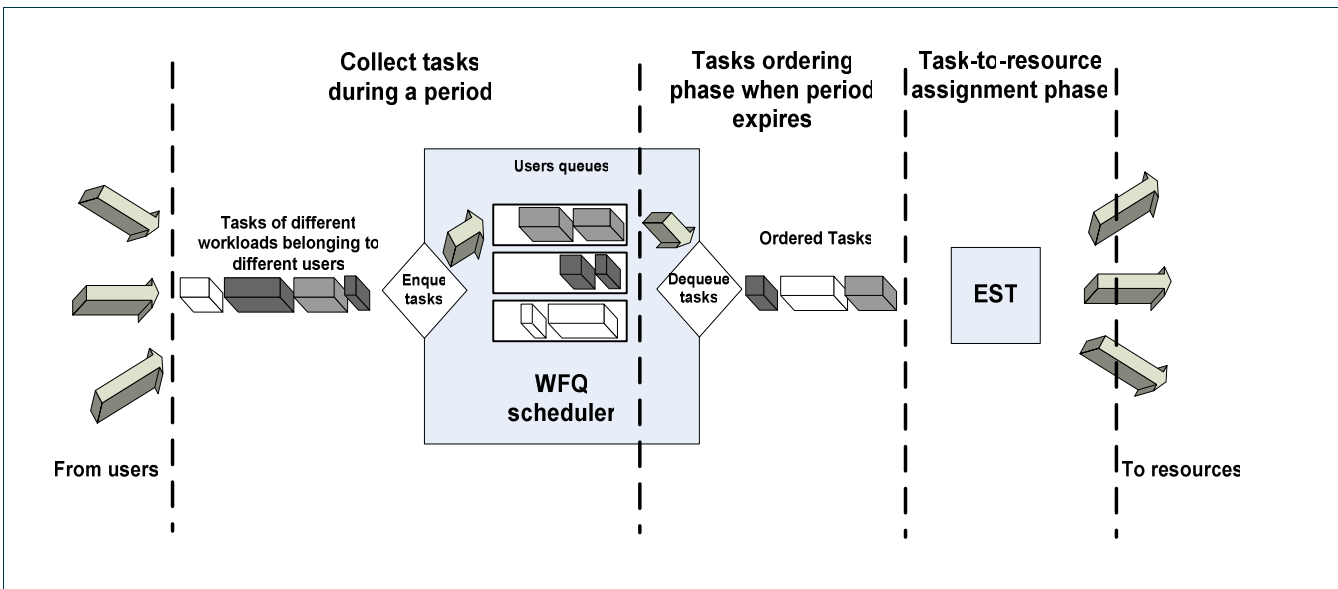 Collect tasks
during a period
Tasks ordering
phase when period
expires
Task-to-resource
assignment phase
Users queues
Tasks of different
workloads belonging to
different users
Enque
tasks
Dequeue
tasks
Ordered Tasks
EST
WFQ
scheduler
From users
To resources